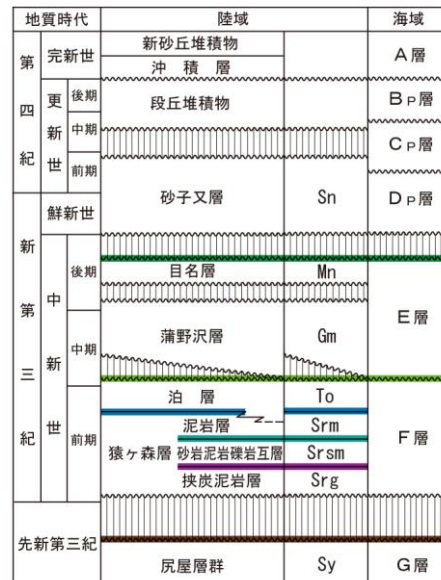 地質時代 陸域 海域
第四紀 完新世 新砂丘堆積物 A層
沖積層
更新世 後期 段丘堆積物 BP層
中期 CP層
前期
砂子又層 Sn DP層
新第三紀 鮮新世
中新世 後期 目名層 Mn E層
中期 蒲野沢層 Gm
前期 泊層 To F層
猿ヶ森層 泥岩層 Srm
砂岩泥岩礫岩互層 Srsm
挟炭泥岩層 Srg
先新第三紀 尻屋層群 Sy G層